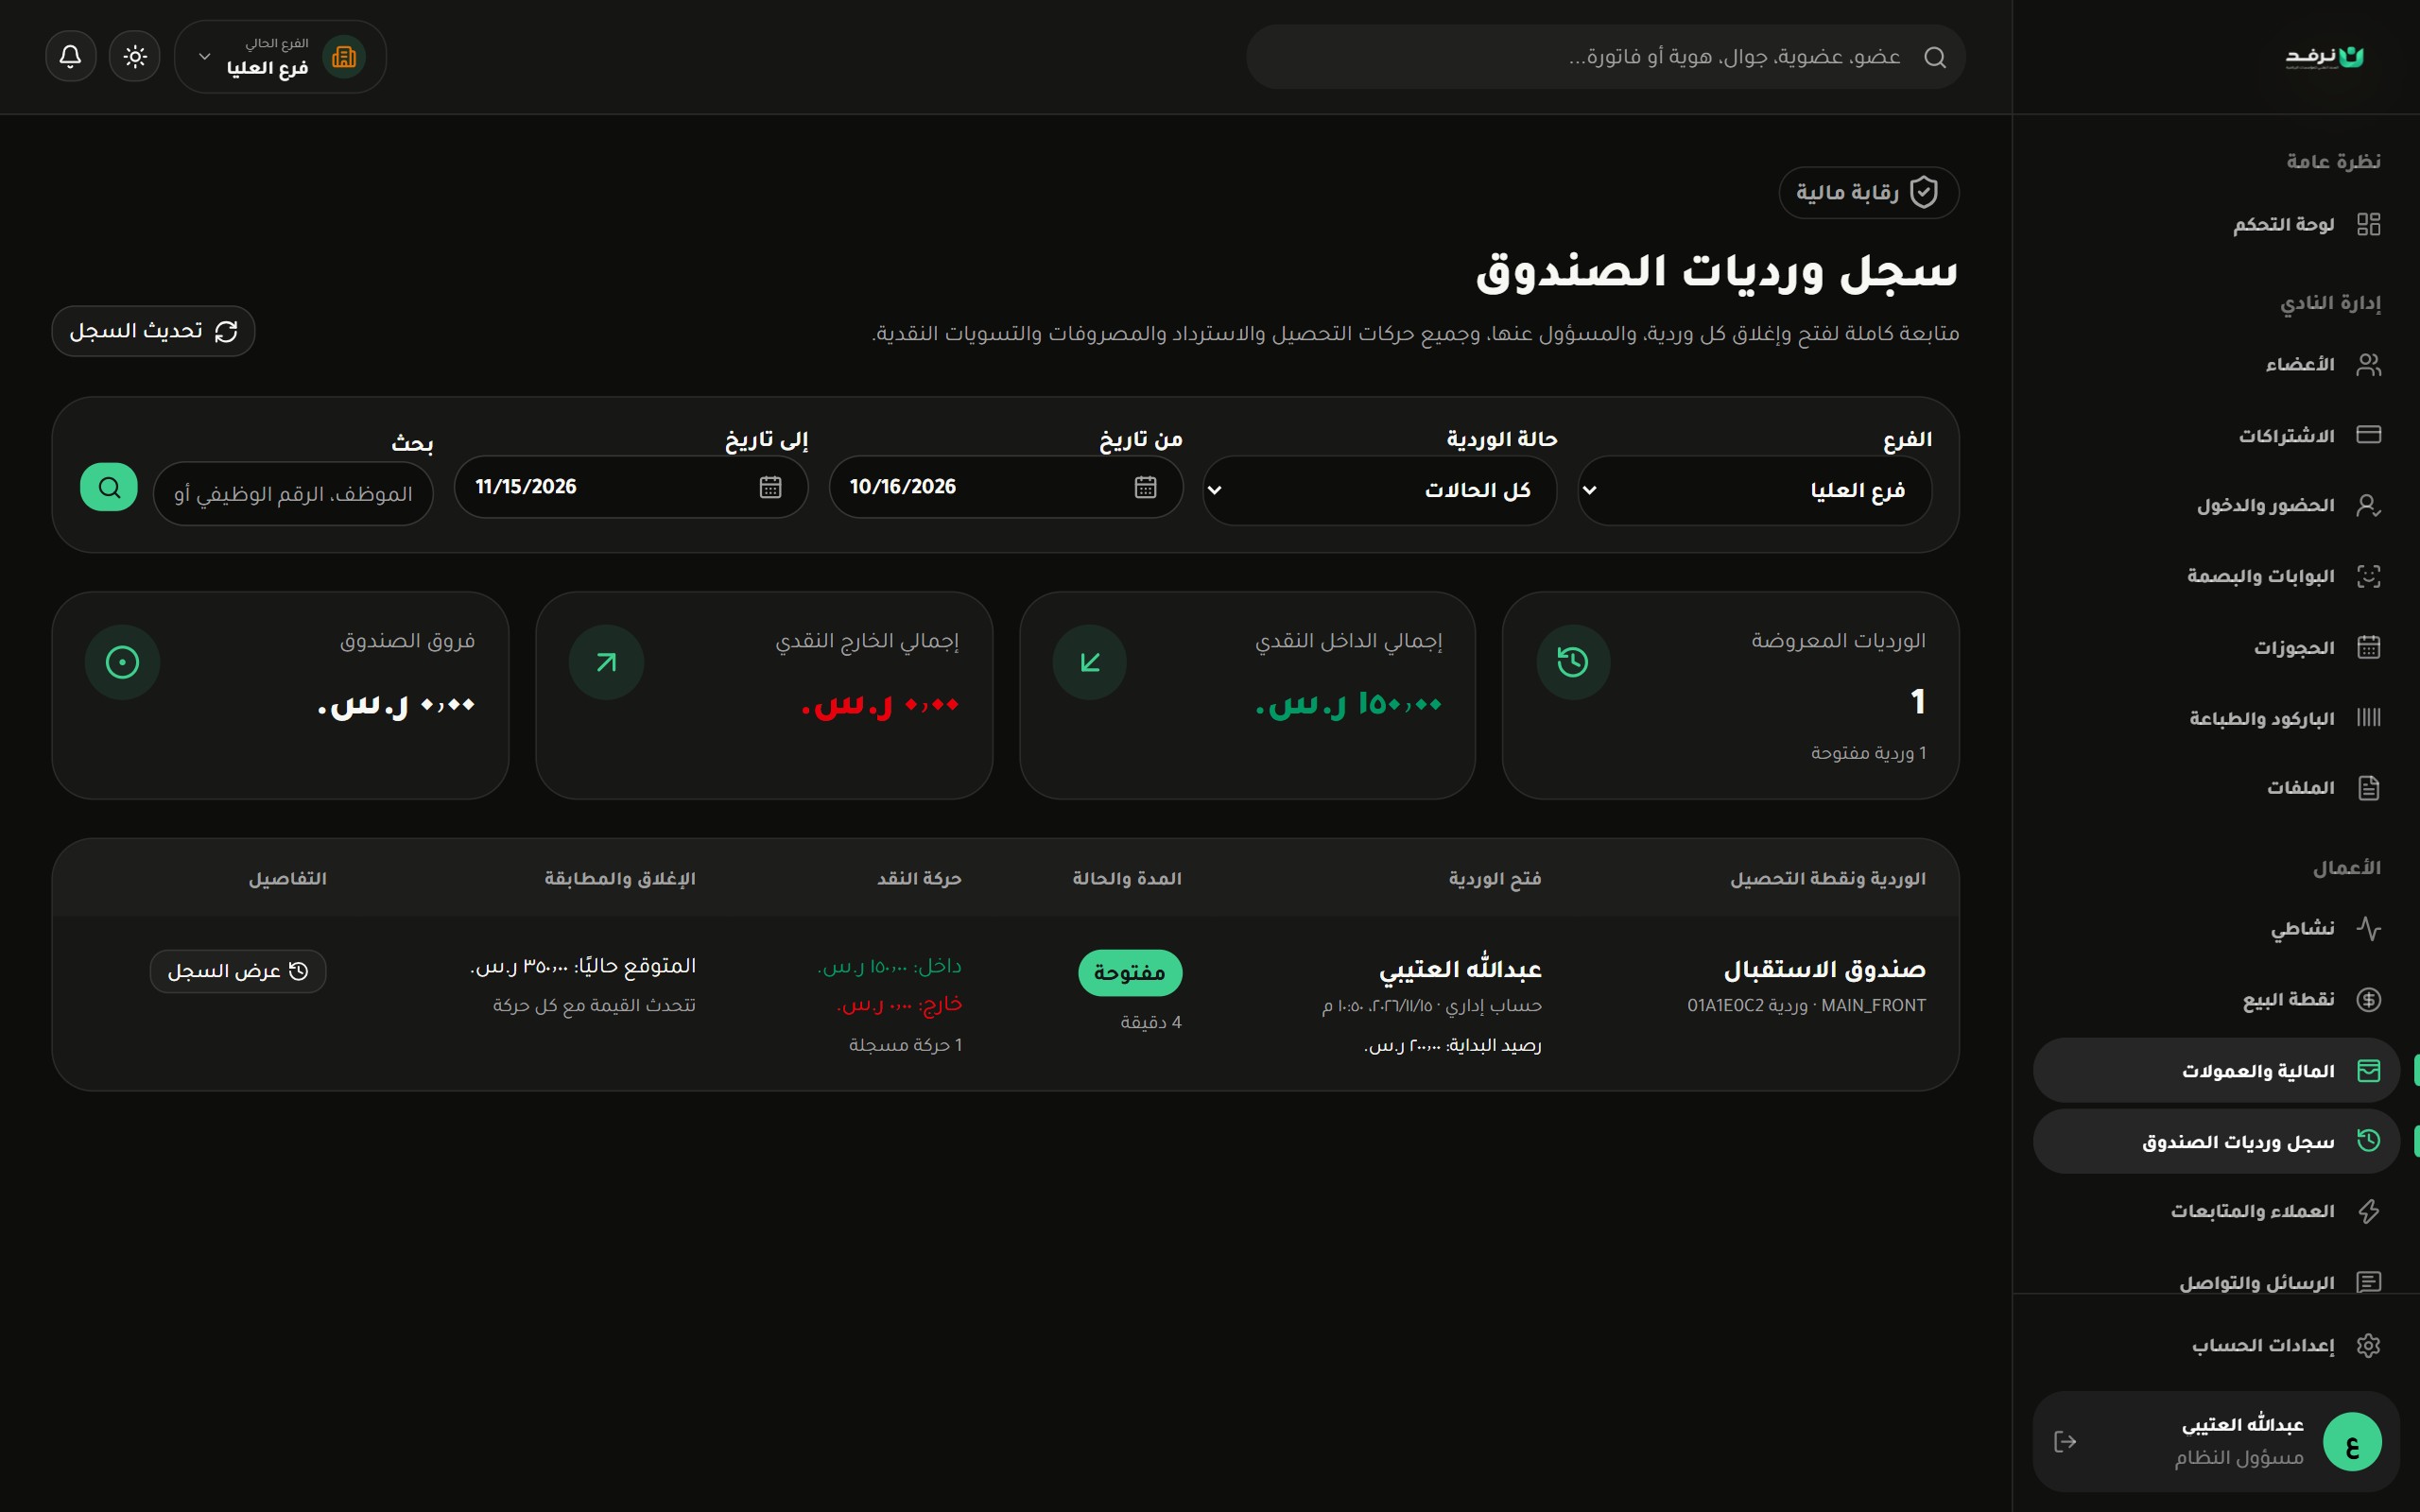 نرفد
عضو، عضوية، جوال، هوية أو فاتورة...
الفرع الحالي
فرع العليا
نظرة عامة
لوحة التحكم
إدارة النادي
الأعضاء
الاشتراكات
الحضور والدخول
البوابات والبصمة
الحجوزات
الباركود والطباعة
الملفات
الأعمال
نشاطي
نقطة البيع
المالية والعمولات
سجل ورديات الصندوق
العملاء والمتابعات
الرسائل والتواصل
إعدادات الحساب
عبدالله العتيبي
مسؤول النظام
ع
رقابة مالية
سجل ورديات الصندوق
متابعة كاملة لفتح وإغلاق كل وردية، والمسؤول عنها، وجميع حركات التحصيل والاسترداد والمصروفات والتسويات النقدية.
تحديث السجل
الفرع
فرع العليا
حالة الوردية
كل الحالات
من تاريخ
10/16/2026
إلى تاريخ
11/15/2026
بحث
الموظف، الرقم الوظيفي أو
الورديات المعروضة
1
1 وردية مفتوحة
إجمالي الداخل النقدي
١٥٠٫٠٠ ر.س.
إجمالي الخارج النقدي
٠٫٠٠ ر.س.
فروق الصندوق
٠٫٠٠ ر.س.
الوردية ونقطة التحصيل فتح الوردية المدة والحالة حركة النقد الإغلاق والمطابقة التفاصيل
صندوق الاستقبال
MAIN_FRONT · وردية 01A1E0C2
عبدالله العتيبي
حساب إداري · ١٥‏/١١‏/٢٠٢٦، ١٠:٥٠ م
رصيد البداية: ٢٠٠٫٠٠ ر.س.
مفتوحة
4 دقيقة
داخل: ١٥٠٫٠٠ ر.س.
خارج: ٠٫٠٠ ر.س.
1 حركة مسجلة
المتوقع حاليًا: ٣٥٠٫٠٠ ر.س.
تتحدث القيمة مع كل حركة
عرض السجل